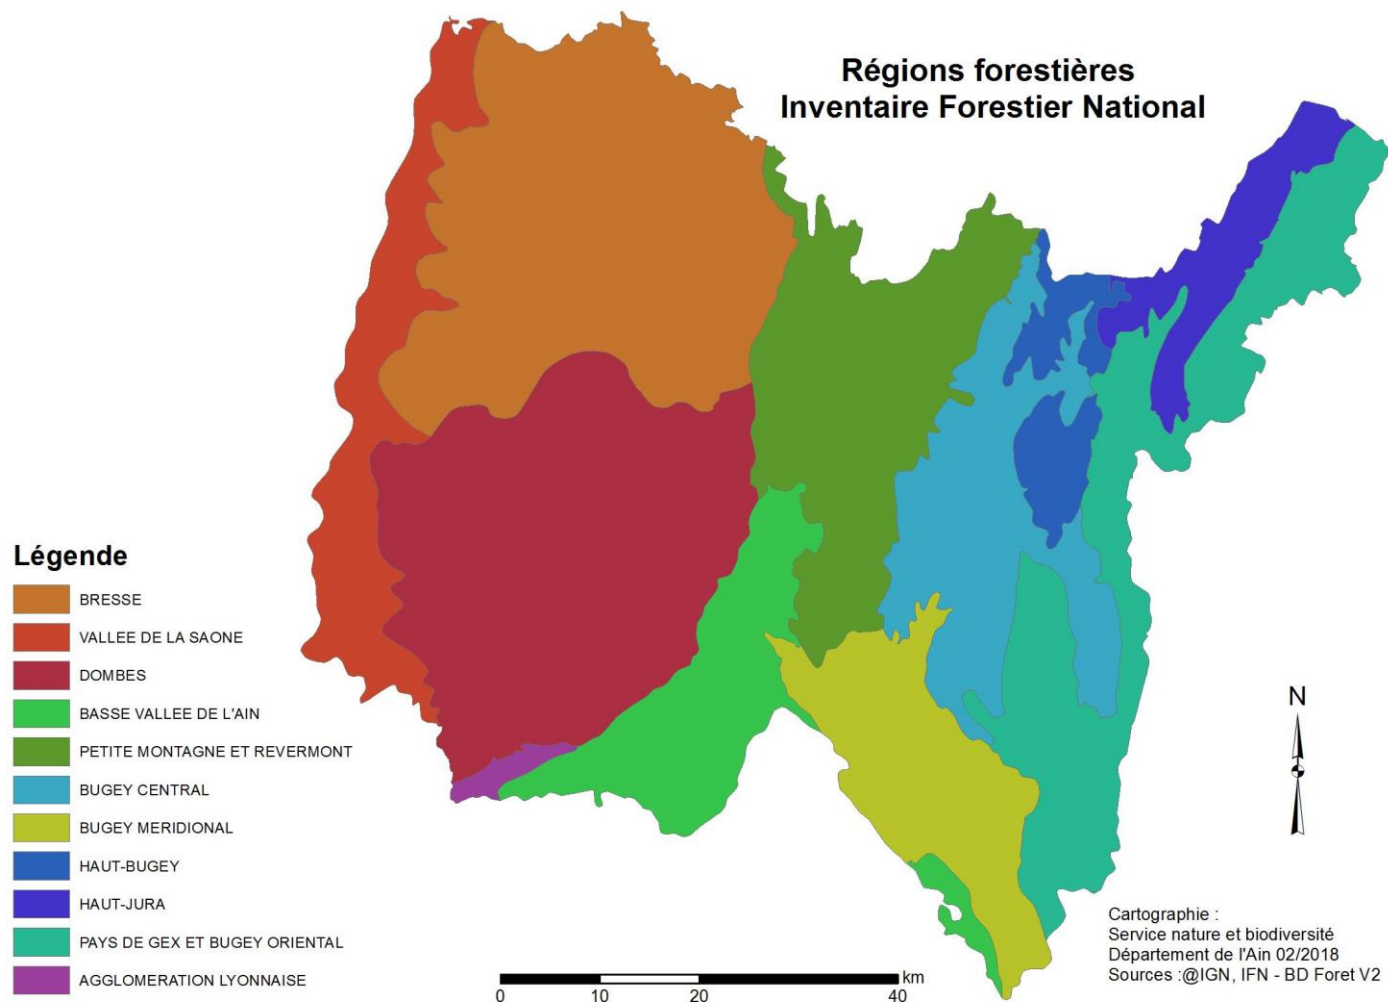 Régions forestières
Inventaire Forestier National
Légende
BRESSE
VALLEE DE LA SAONE
DOMBES
BASSE VALLEE DE L'AIN
PETITE MONTAGNE ET REVERMONT
BUGEY CENTRAL
BUGEY MERIDIONAL
HAUT-BUGEY
HAUT-JURA
PAYS DE GEX ET BUGEY ORIENTAL
AGGLOMERATION LYONNAISE
N
km
0 10 20 40
Cartographie :
Service nature et biodiversité
Département de l'Ain 02/2018
Sources :@IGN, IFN - BD Foret V2